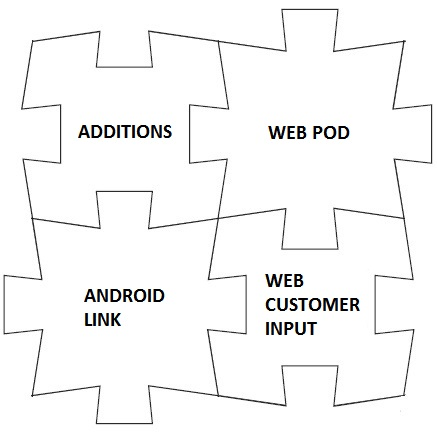 ADDITIONS
WEB POD
ANDROID
LINK
WEB
CUSTOMER
INPUT